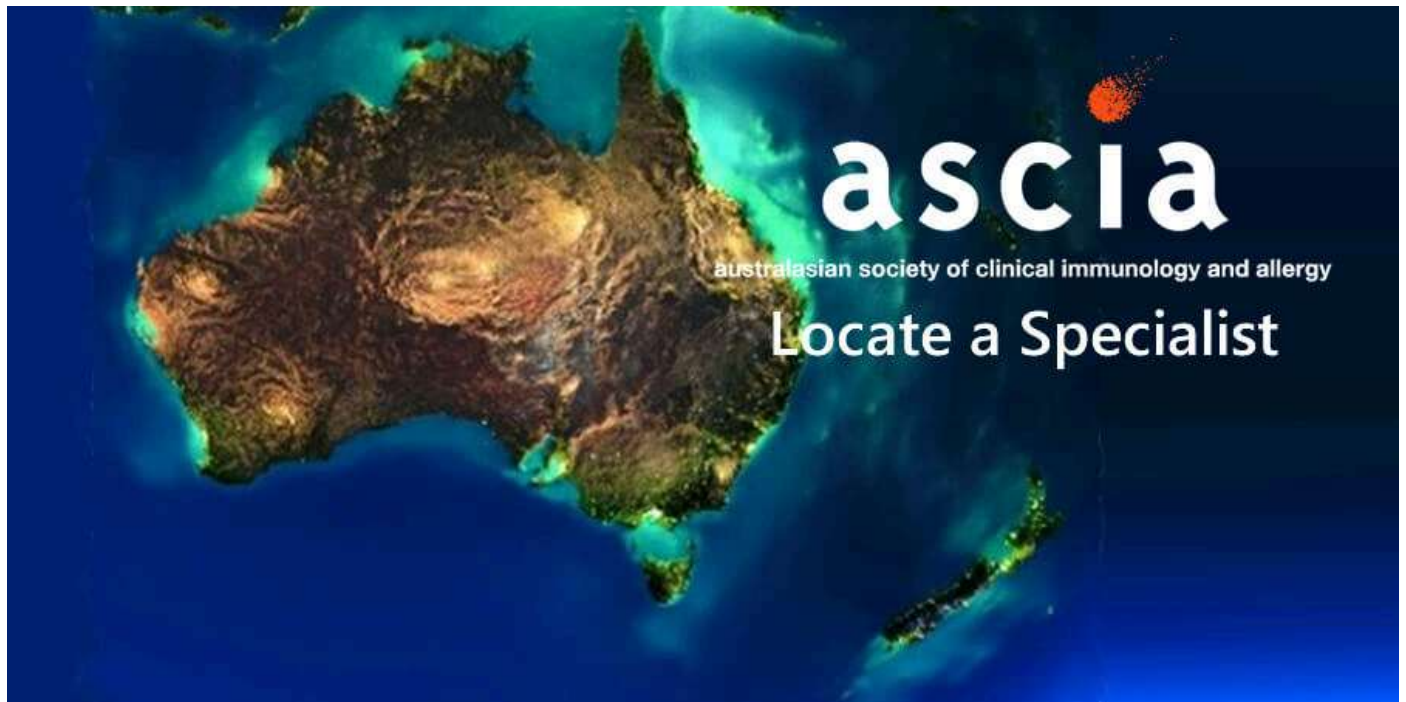 ascia
australasian society of clinical immunology and allergy
Locate a Specialist